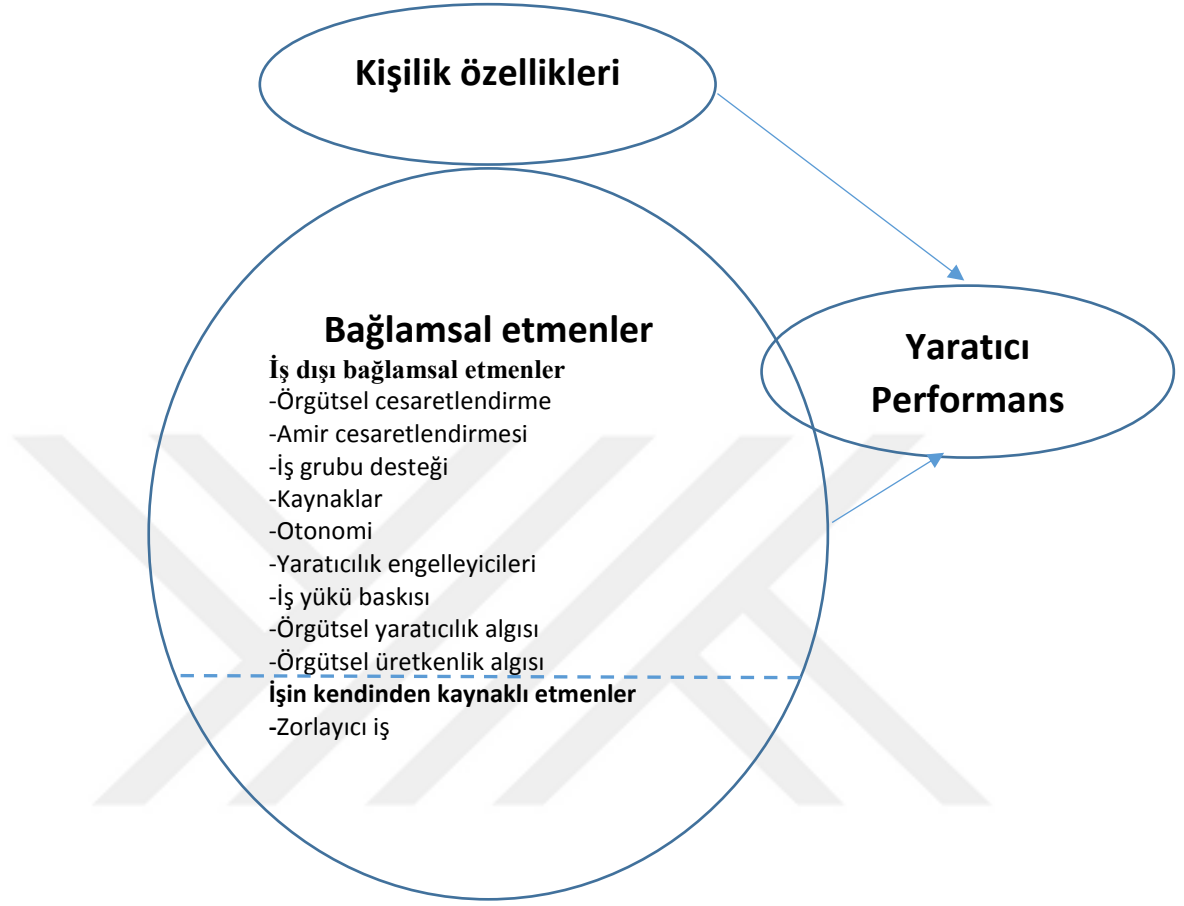 Kişilik özellikleri
Bağlamsal etmenler
İş dışı bağlamsal etmenler
-Örgütsel cesaretlendirme
-Amir cesaretlendirmesi
-İş grubu desteği
-Kaynaklar
-Otonomi
-Yaratıcılık engelleyicileri
-İş yükü baskısı
-Örgütsel yaratıcılık algısı
-Örgütsel üretkenlik algısı
İşin kendinden kaynaklı etmenler
-Zorlayıcı iş
Yaratıcı
Performans